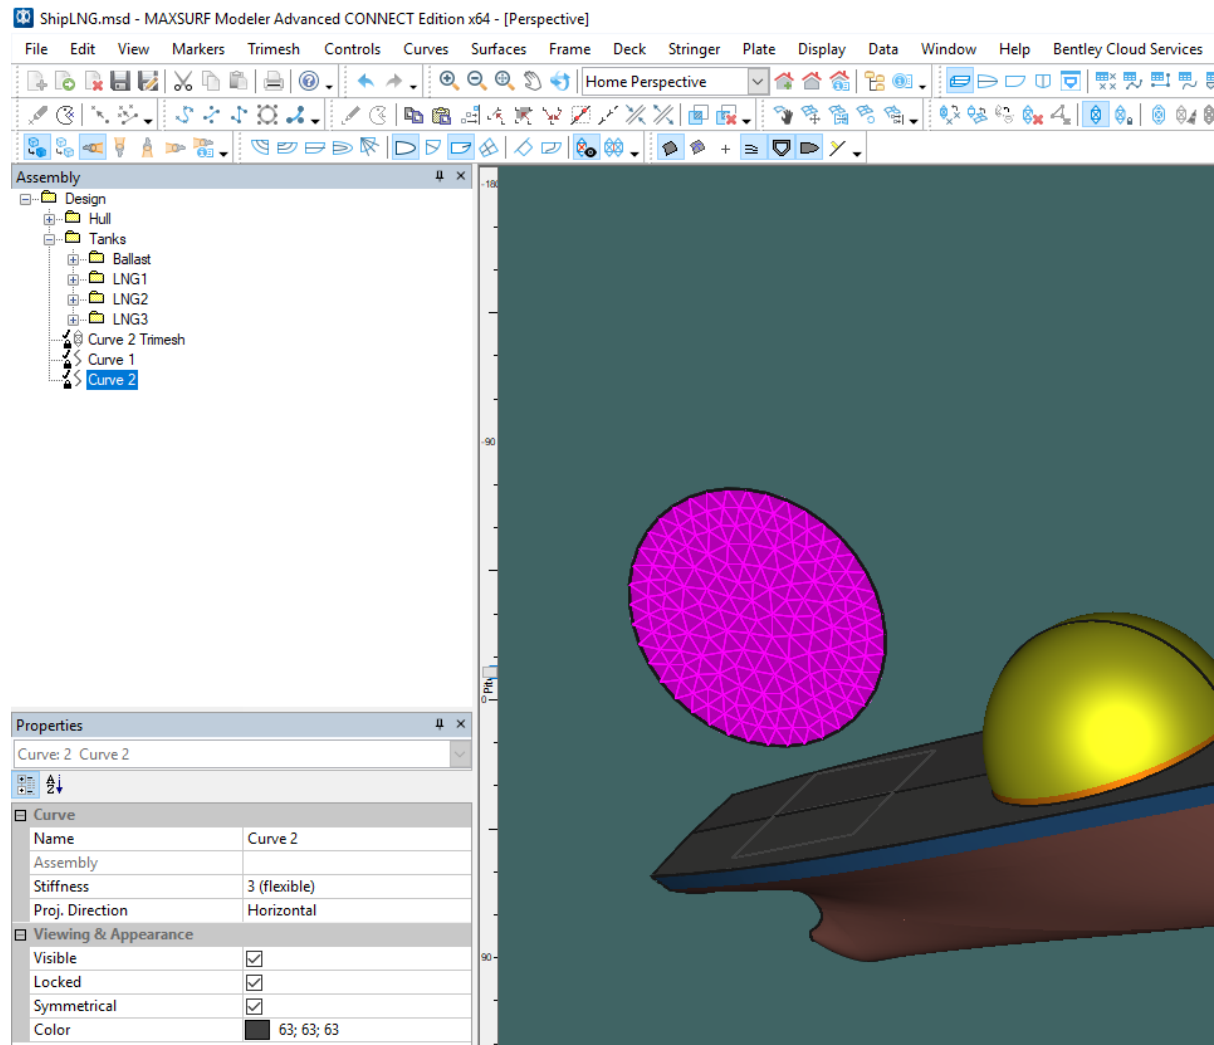 ShipLNG.msd - MAXSURF Modeler Advanced CONNECT Edition x64 - [Perspective]
File Edit View Markers Trimesh Controls Curves Surfaces Frame Deck Stringer Plate Display Data Window Help Bentley Cloud Services
Home Perspective
Assembly
Design
Hull
Tanks
Ballast
LNG1
LNG2
LNG3
Curve 2 Trimesh
Curve 1
Curve 2
-180
-90
Pit
0
90
Properties
Curve: 2 Curve 2
Curve
Name Curve 2
Assembly
Stiffness 3 (flexible)
Proj. Direction Horizontal
Viewing & Appearance
Visible
Locked
Symmetrical
Color 63; 63; 63